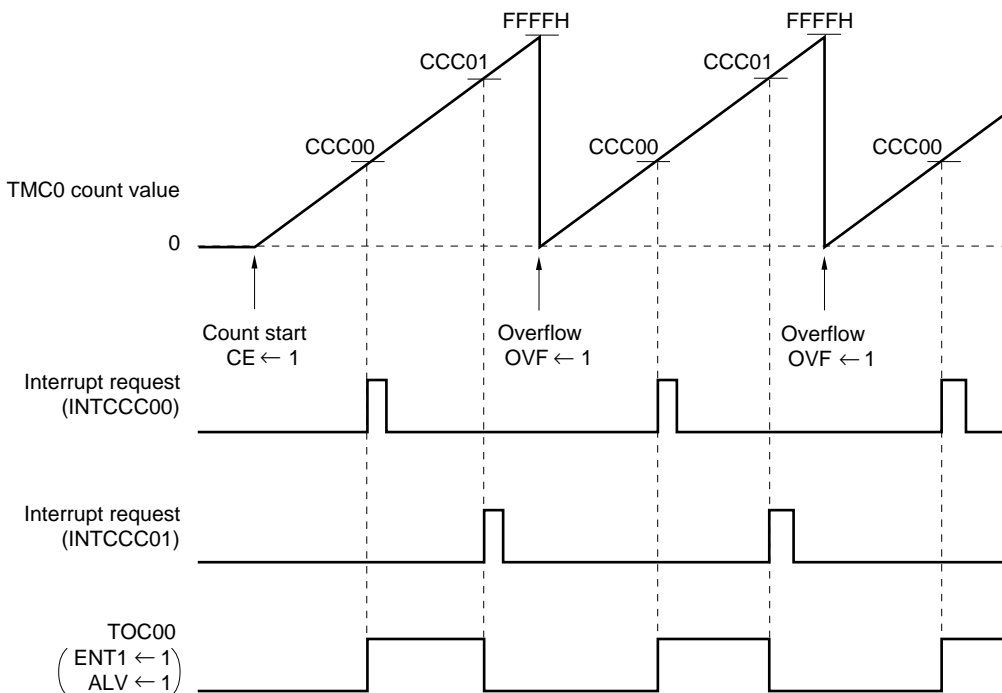 FFFFH
FFFFH
CCC01
CCC01
CCC00
CCC00
CCC00
TMC0 count value
0
Count start
CE ← 1
Overflow
OVF ← 1
Overflow
OVF ← 1
Interrupt request
(INTCCC00)
Interrupt request
(INTCCC01)
TOC00
( ENT1 ← 1
ALV ← 1 )